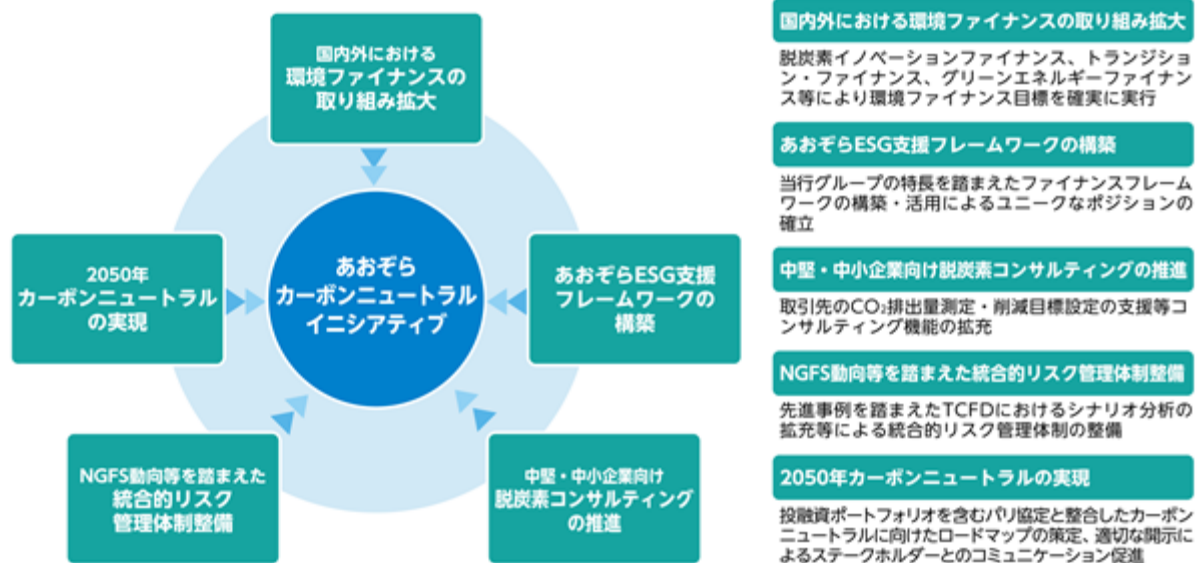 国内外における
環境ファイナンスの
取り組み拡大
あおぞら
カーボンニュートラル
イニシアティブ
2050年
カーボンニュートラル
の実現
あおぞらESG支援
フレームワークの
構築
NGFS動向等を踏まえた
統合的リスク
管理体制整備
中堅・中小企業向け
脱炭素コンサルティング
の推進
国内外における環境ファイナンスの取り組み拡大
脱炭素イノベーションファイナンス、トランジショ
ン・ファイナンス、グリーンエネルギーファイナン
ス等により環境ファイナンス目標を確実に実行
あおぞらESG支援フレームワークの構築
当行グループの特長を踏まえたファイナンスフレーム
ワークの構築・活用によるユニークなポジションの
確立
中堅・中小企業向け脱炭素コンサルティングの推進
取引先のCO₂排出量測定・削減目標設定の支援等コ
ンサルティング機能の拡充
NGFS動向等を踏まえた統合的リスク管理体制整備
先進事例を踏まえたTCFDにおけるシナリオ分析の
拡充等による統合的リスク管理体制の整備
2050年カーボンニュートラルの実現
投融資ポートフォリオを含むパリ協定と整合したカーボン
ニュートラルに向けたロードマップの策定、適切な開示に
よるステークホルダーとのコミュニケーション促進